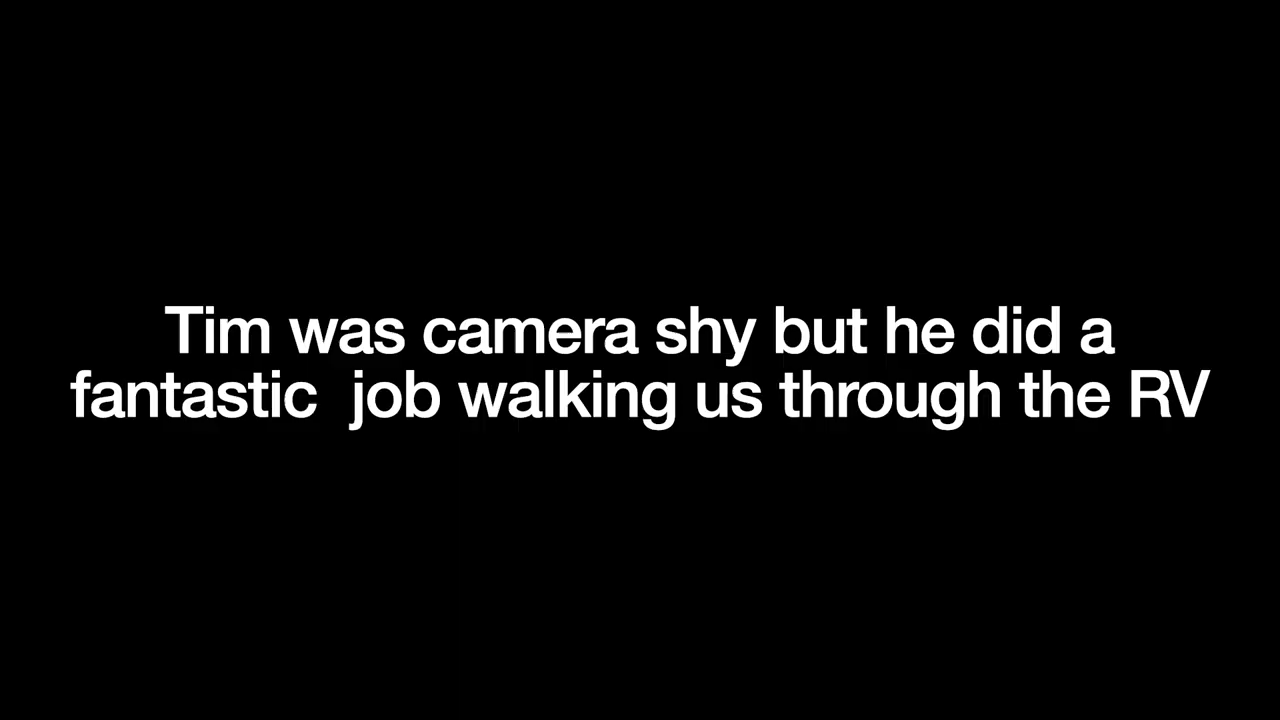 Tim was camera shy but he did a
fantastic  job walking us through the RV